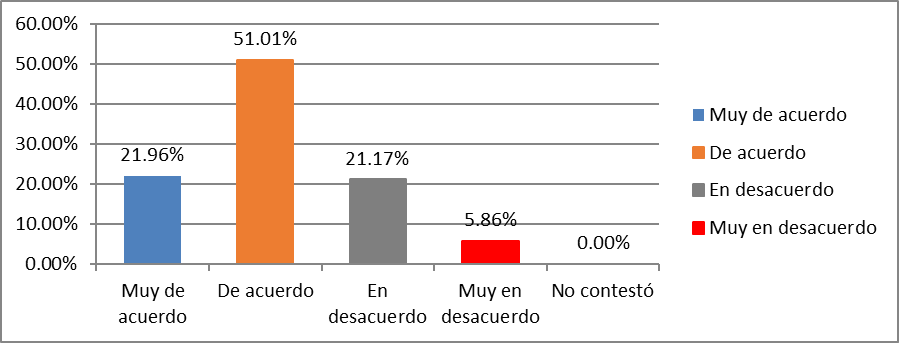 60.00%
50.00%
40.00%
30.00%
20.00%
10.00%
0.00%
21.96%
51.01%
21.17%
5.86%
0.00%
Muy de
acuerdo
De acuerdo
En
desacuerdo
Muy en
desacuerdo
No contestó
Muy de acuerdo
De acuerdo
En desacuerdo
Muy en desacuerdo